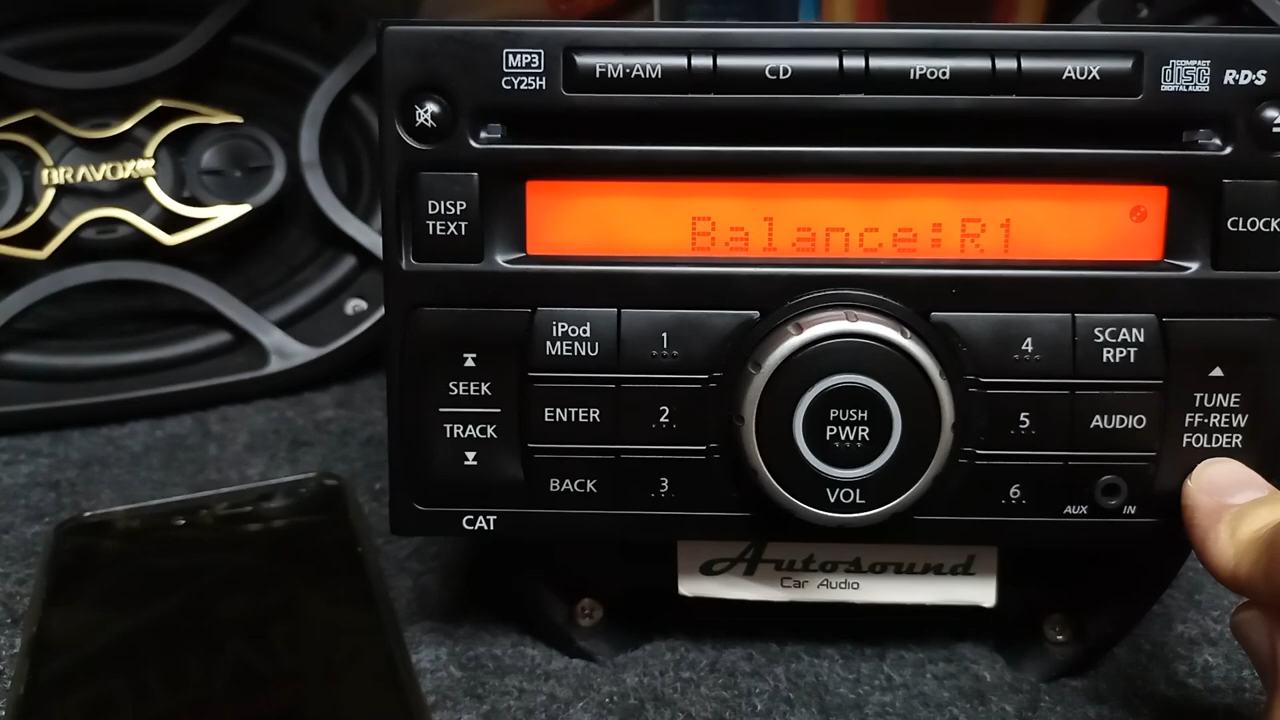 MP3
CY25H
FM·AM
CD
iPod
AUX
COMPACT
disc
DIGITAL AUDIO
R·D·S
BRAVOX
DISP
TEXT
Balance:R1
CLOCK
SEEK
TRACK
CAT
iPod
MENU
ENTER
BACK
1
2
3
PUSH
PWR
VOL
4
5
6
SCAN
RPT
AUDIO
AUX IN
TUNE
FF·REW
FOLDER
Autosound
Car Audio